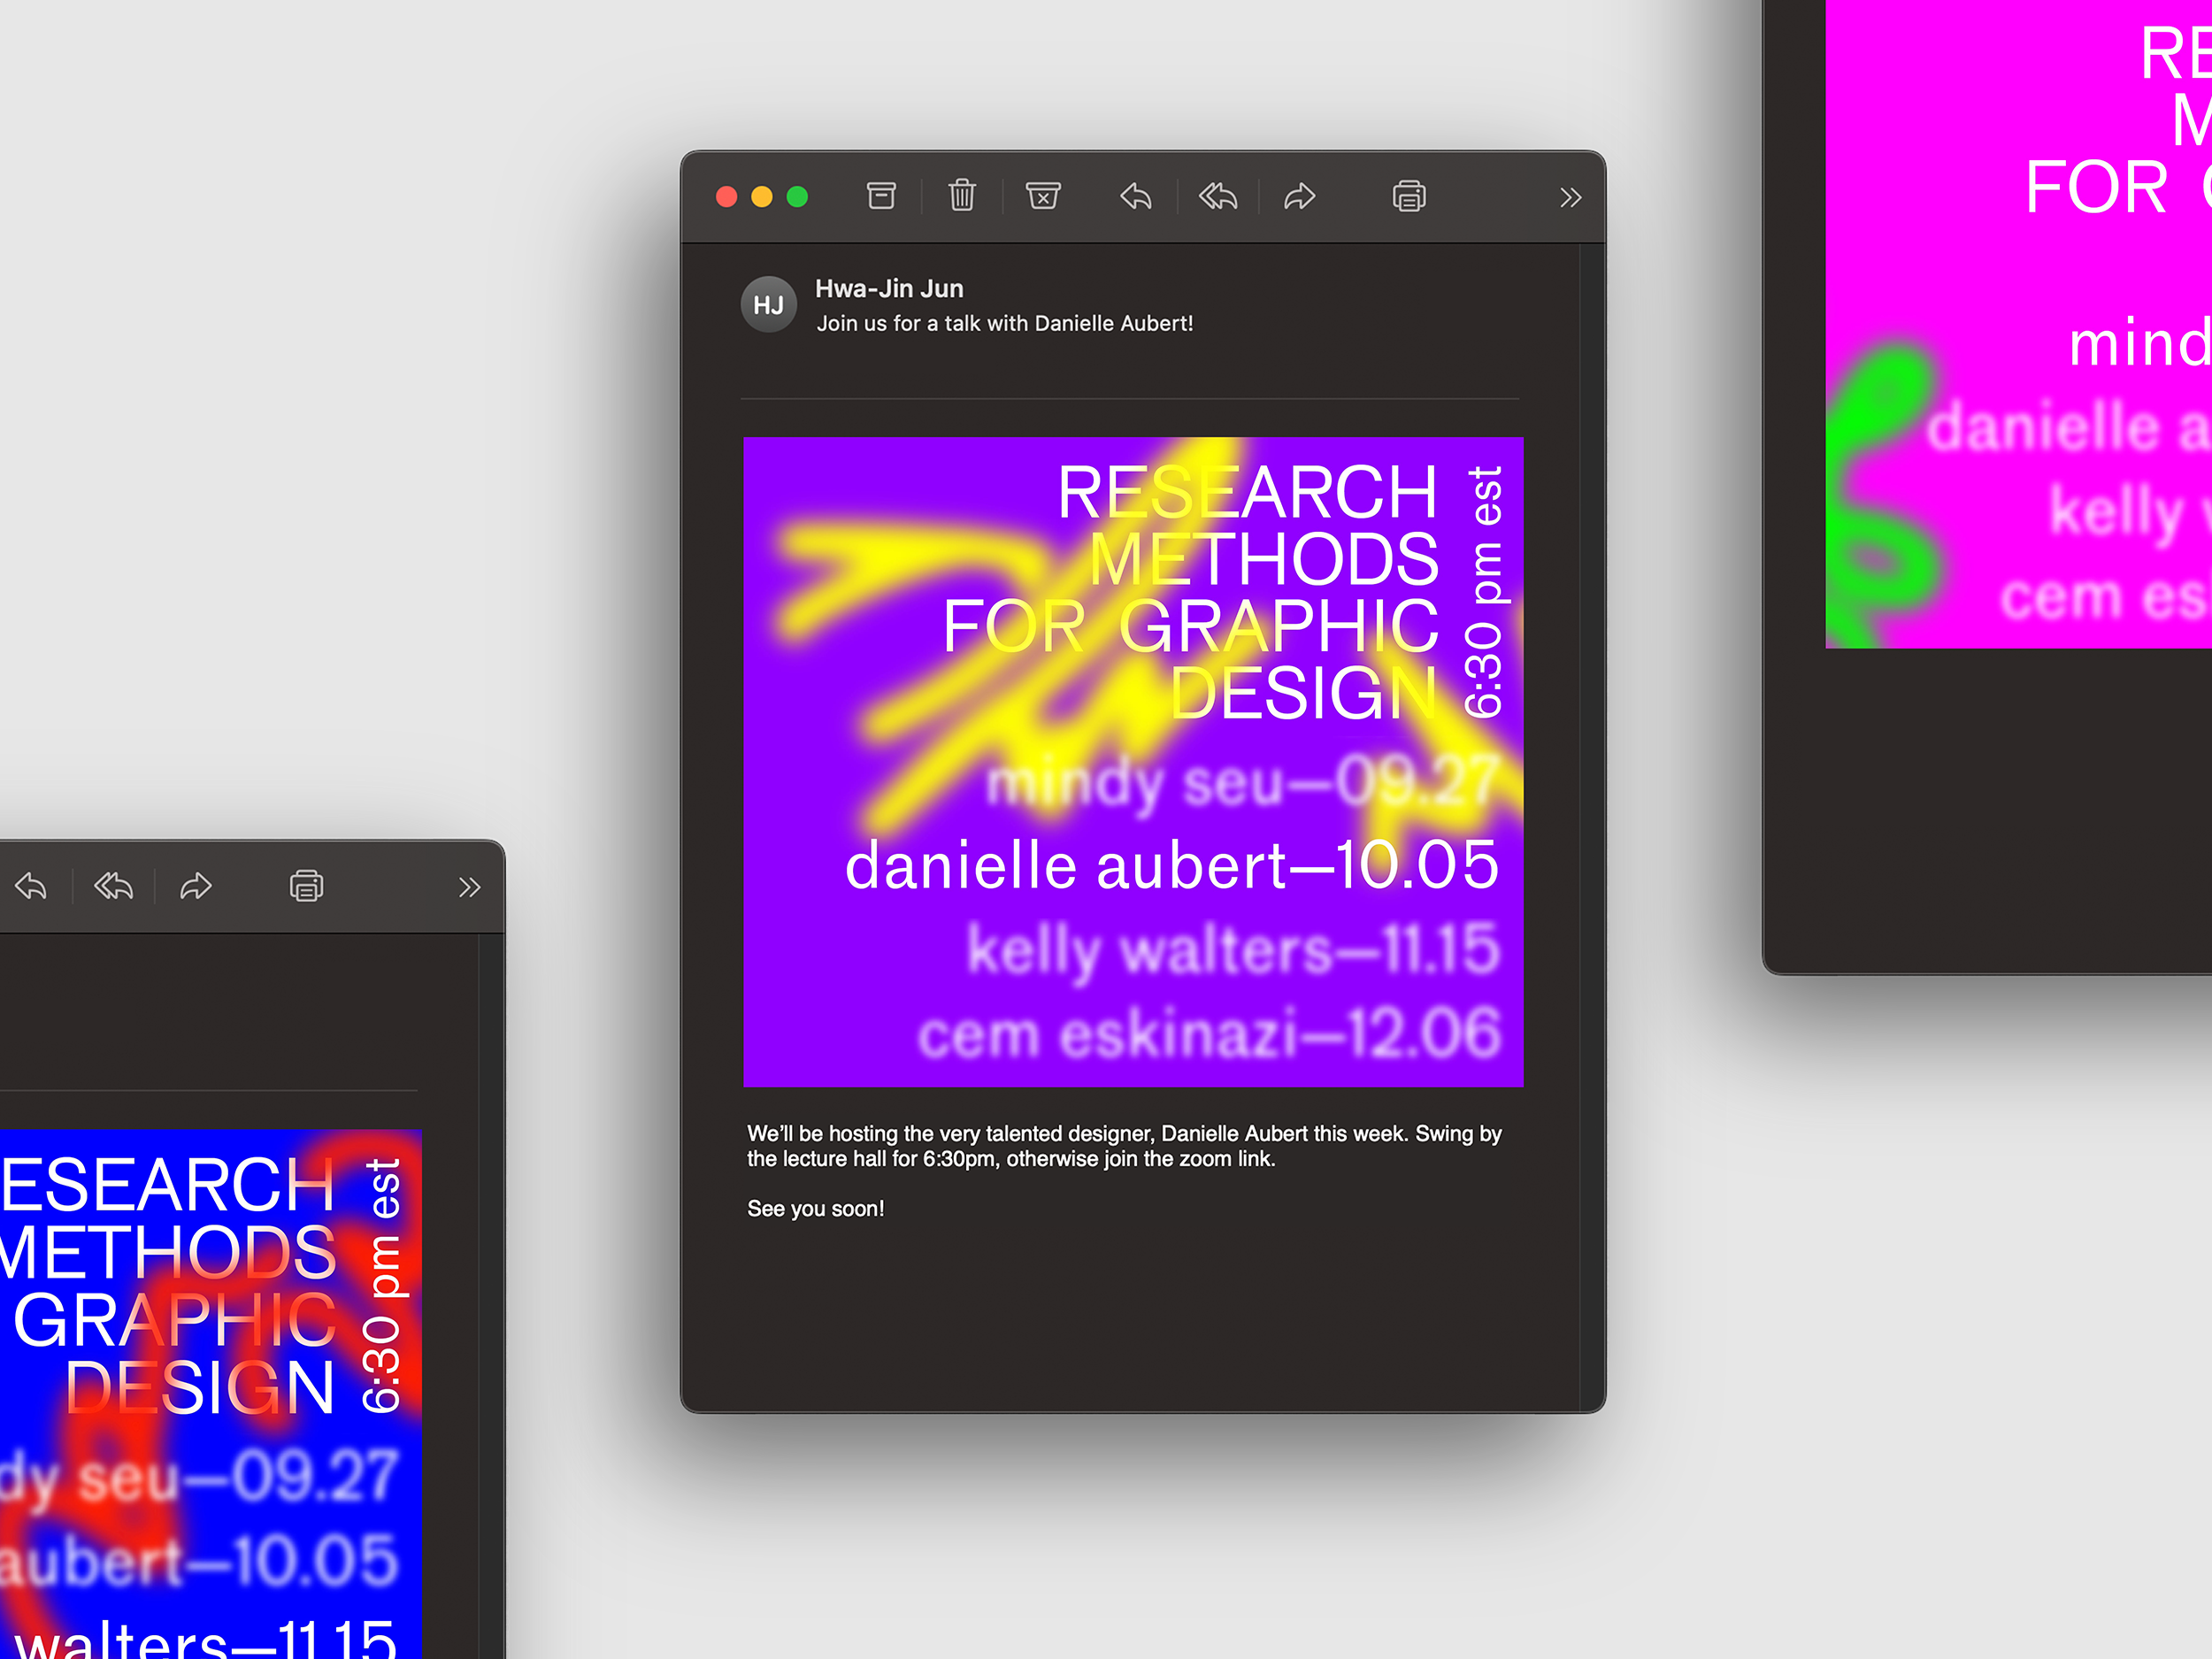 HJ
Hwa-Jin Jun
Join us for a talk with Danielle Aubert!
RESEARCH
METHODS
FOR GRAPHIC
DESIGN
6:30 pm est
mindy seu—09.27
danielle aubert—10.05
kelly walters—11.15
cem eskinazi—12.06
We'll be hosting the very talented designer, Danielle Aubert this week. Swing by
the lecture hall for 6:30pm, otherwise join the zoom link.
See you soon!
ESEARCH
METHODS
GRAPHIC
DESIGN
6:30 pm est
dy seu—09.27
aubert—10.05
walters—11.15
RE
M
FOR
mind
danielle a
kelly
cem es